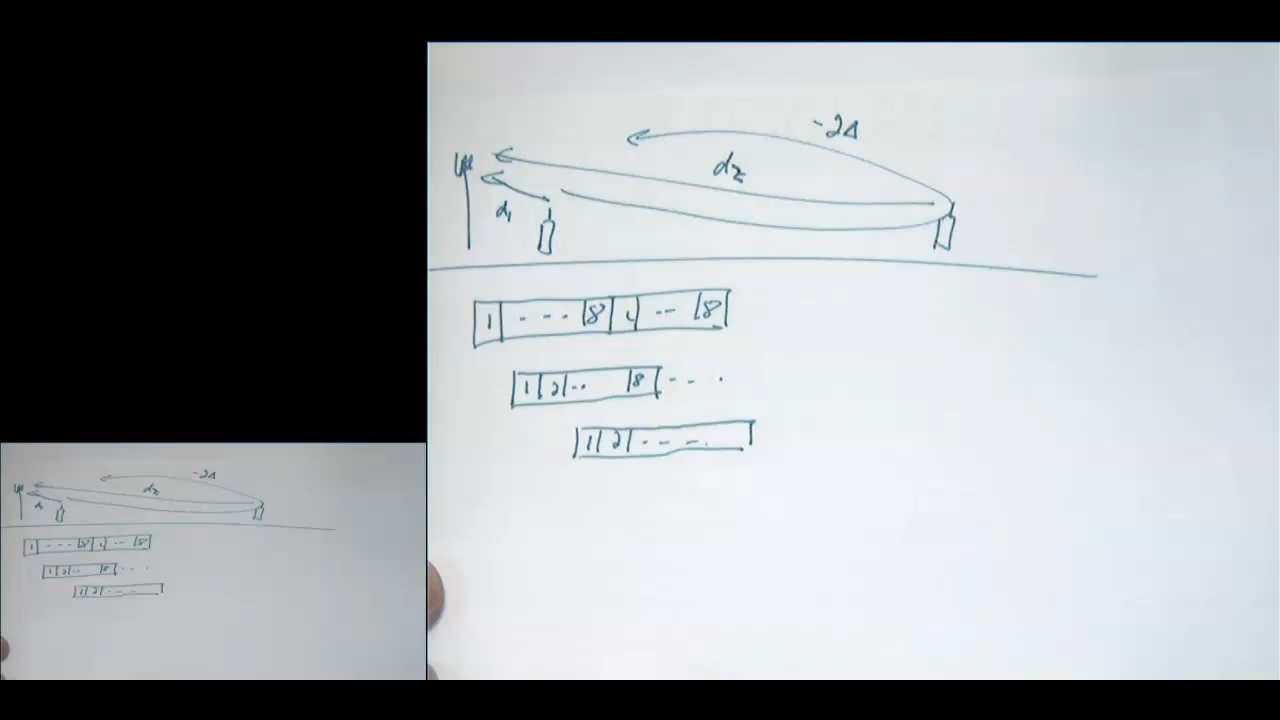 -2Δ
d2
d1
1 --- 8 1 -- 8
1 2 -- 8 -- .
1 2 -- -- .